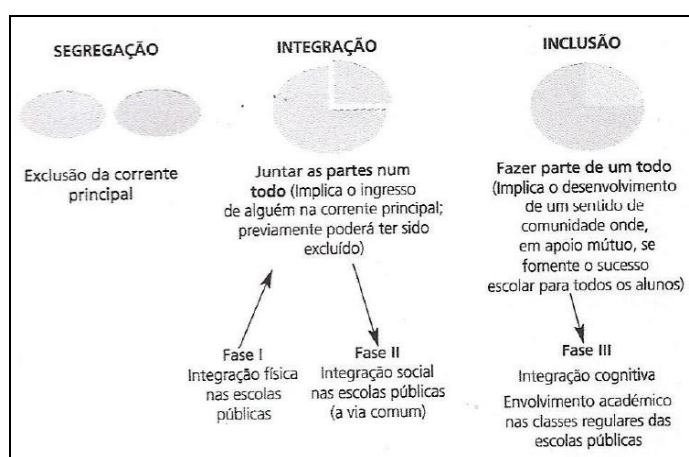 SEGREGAÇÃO
Exclusão da corrente
principal
INTEGRAÇÃO
Juntar as partes num
todo (Implica o ingresso
de alguém na corrente principal;
previamente poderá ter sido
excluído)
Fase I
Integração física
nas escolas
públicas
Fase II
Integração social
nas escolas públicas
(a via comum)
INCLUSÃO
Fazer parte de um todo
(Implica o desenvolvimento
de um sentido de
comunidade onde,
em apoio mútuo, se
fomente o sucesso
escolar para todos os alunos)
Fase III
Integração cognitiva
Envolvimento académico
nas classes regulares das
escolas públicas